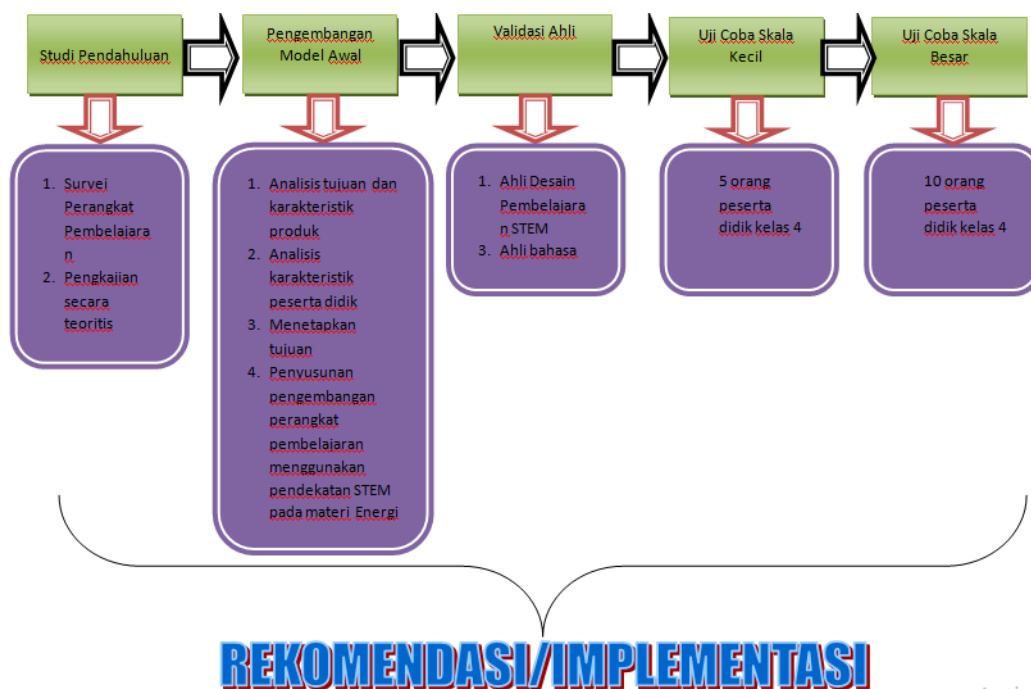 Studi Pendahuluan
Pengembangan
Model Awal
Validasi Ahli
Uji Coba Skala
Kecil
Uji Coba Skala
Besar
1. Survei
Perangkat
Pembelajara
n
2. Pengkajian
secara
teoritis
1. Analisis tujuan dan
karakteristik
produk
2. Analisis
karakteristik
peserta didik
3. Menetapkan
tujuan
4. Penyusunan
pengembangan
perangkat
pembelajaran
menggunakan
pendekatan STEM
pada materi Energi
1. Ahli Desain
Pembelajara
n STEM
3. Ahli bahasa
5 orang
peserta
didik kelas 4
10 orang
peserta
didik kelas 4
REKOMENDASI/IMPLEMENTASI